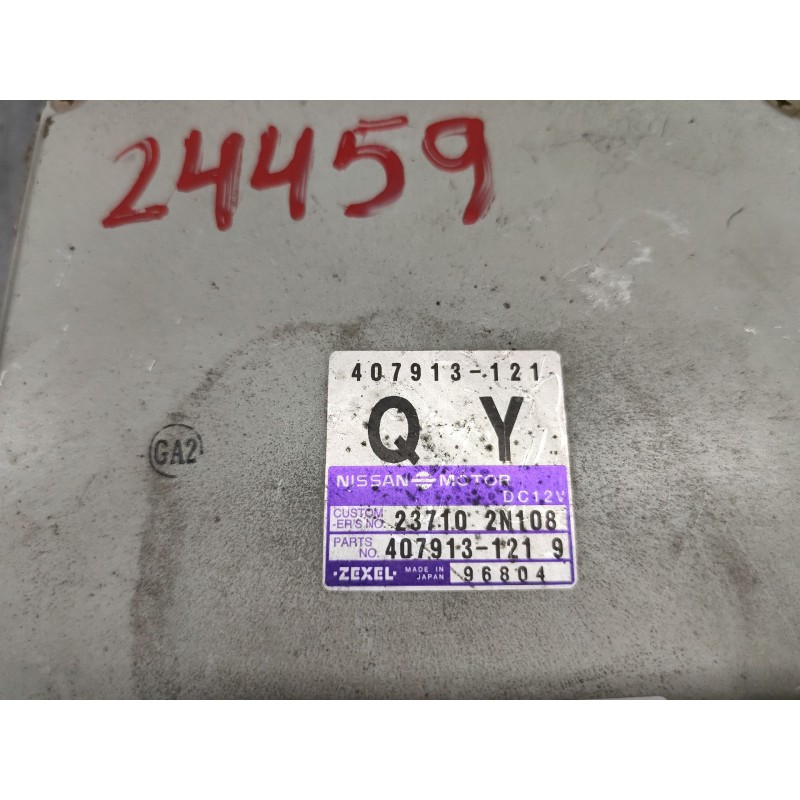 24459
407913-121
Q Y
GA2
NISSAN MOTOR
DC12V
CUSTOM
-ER'S NO. 23710 2N108
PARTS
NO. 407913-121 9
·ZEXEL· MADE IN
JAPAN 96804